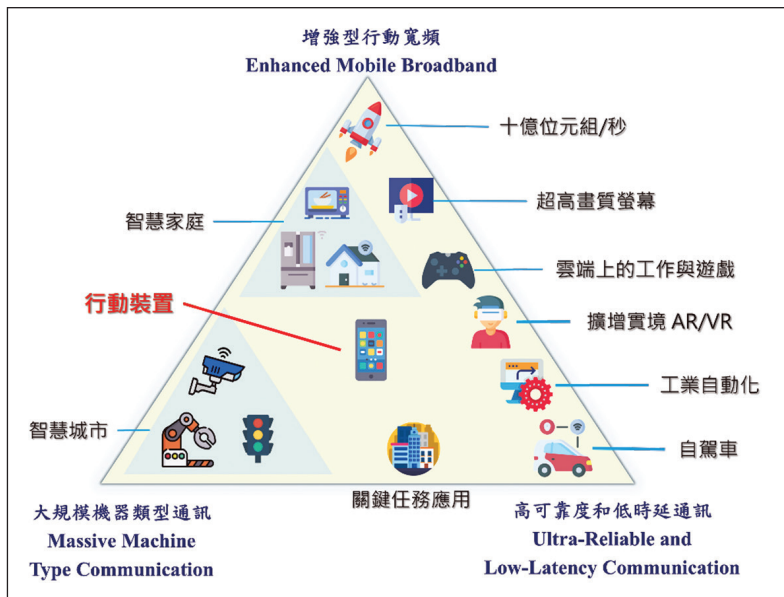 增強型行動寬頻
Enhanced Mobile Broadband
十億位元組/秒
超高畫質螢幕
智慧家庭
雲端上的工作與遊戲
行動裝置
擴增實境 AR/VR
工業自動化
智慧城市
自駕車
關鍵任務應用
大規模機器類型通訊
Massive Machine
Type Communication
高可靠度和低時延通訊
Ultra-Reliable and
Low-Latency Communication